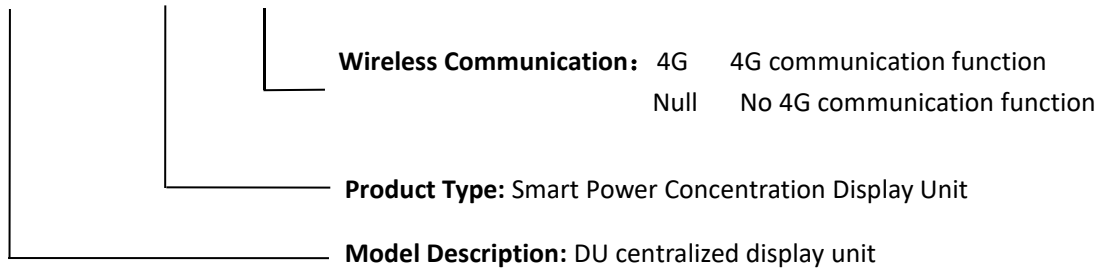 Wireless Communication：  4G  4G communication function
Null  No 4G communication function
Product Type: Smart Power Concentration Display Unit
Model Description: DU centralized display unit